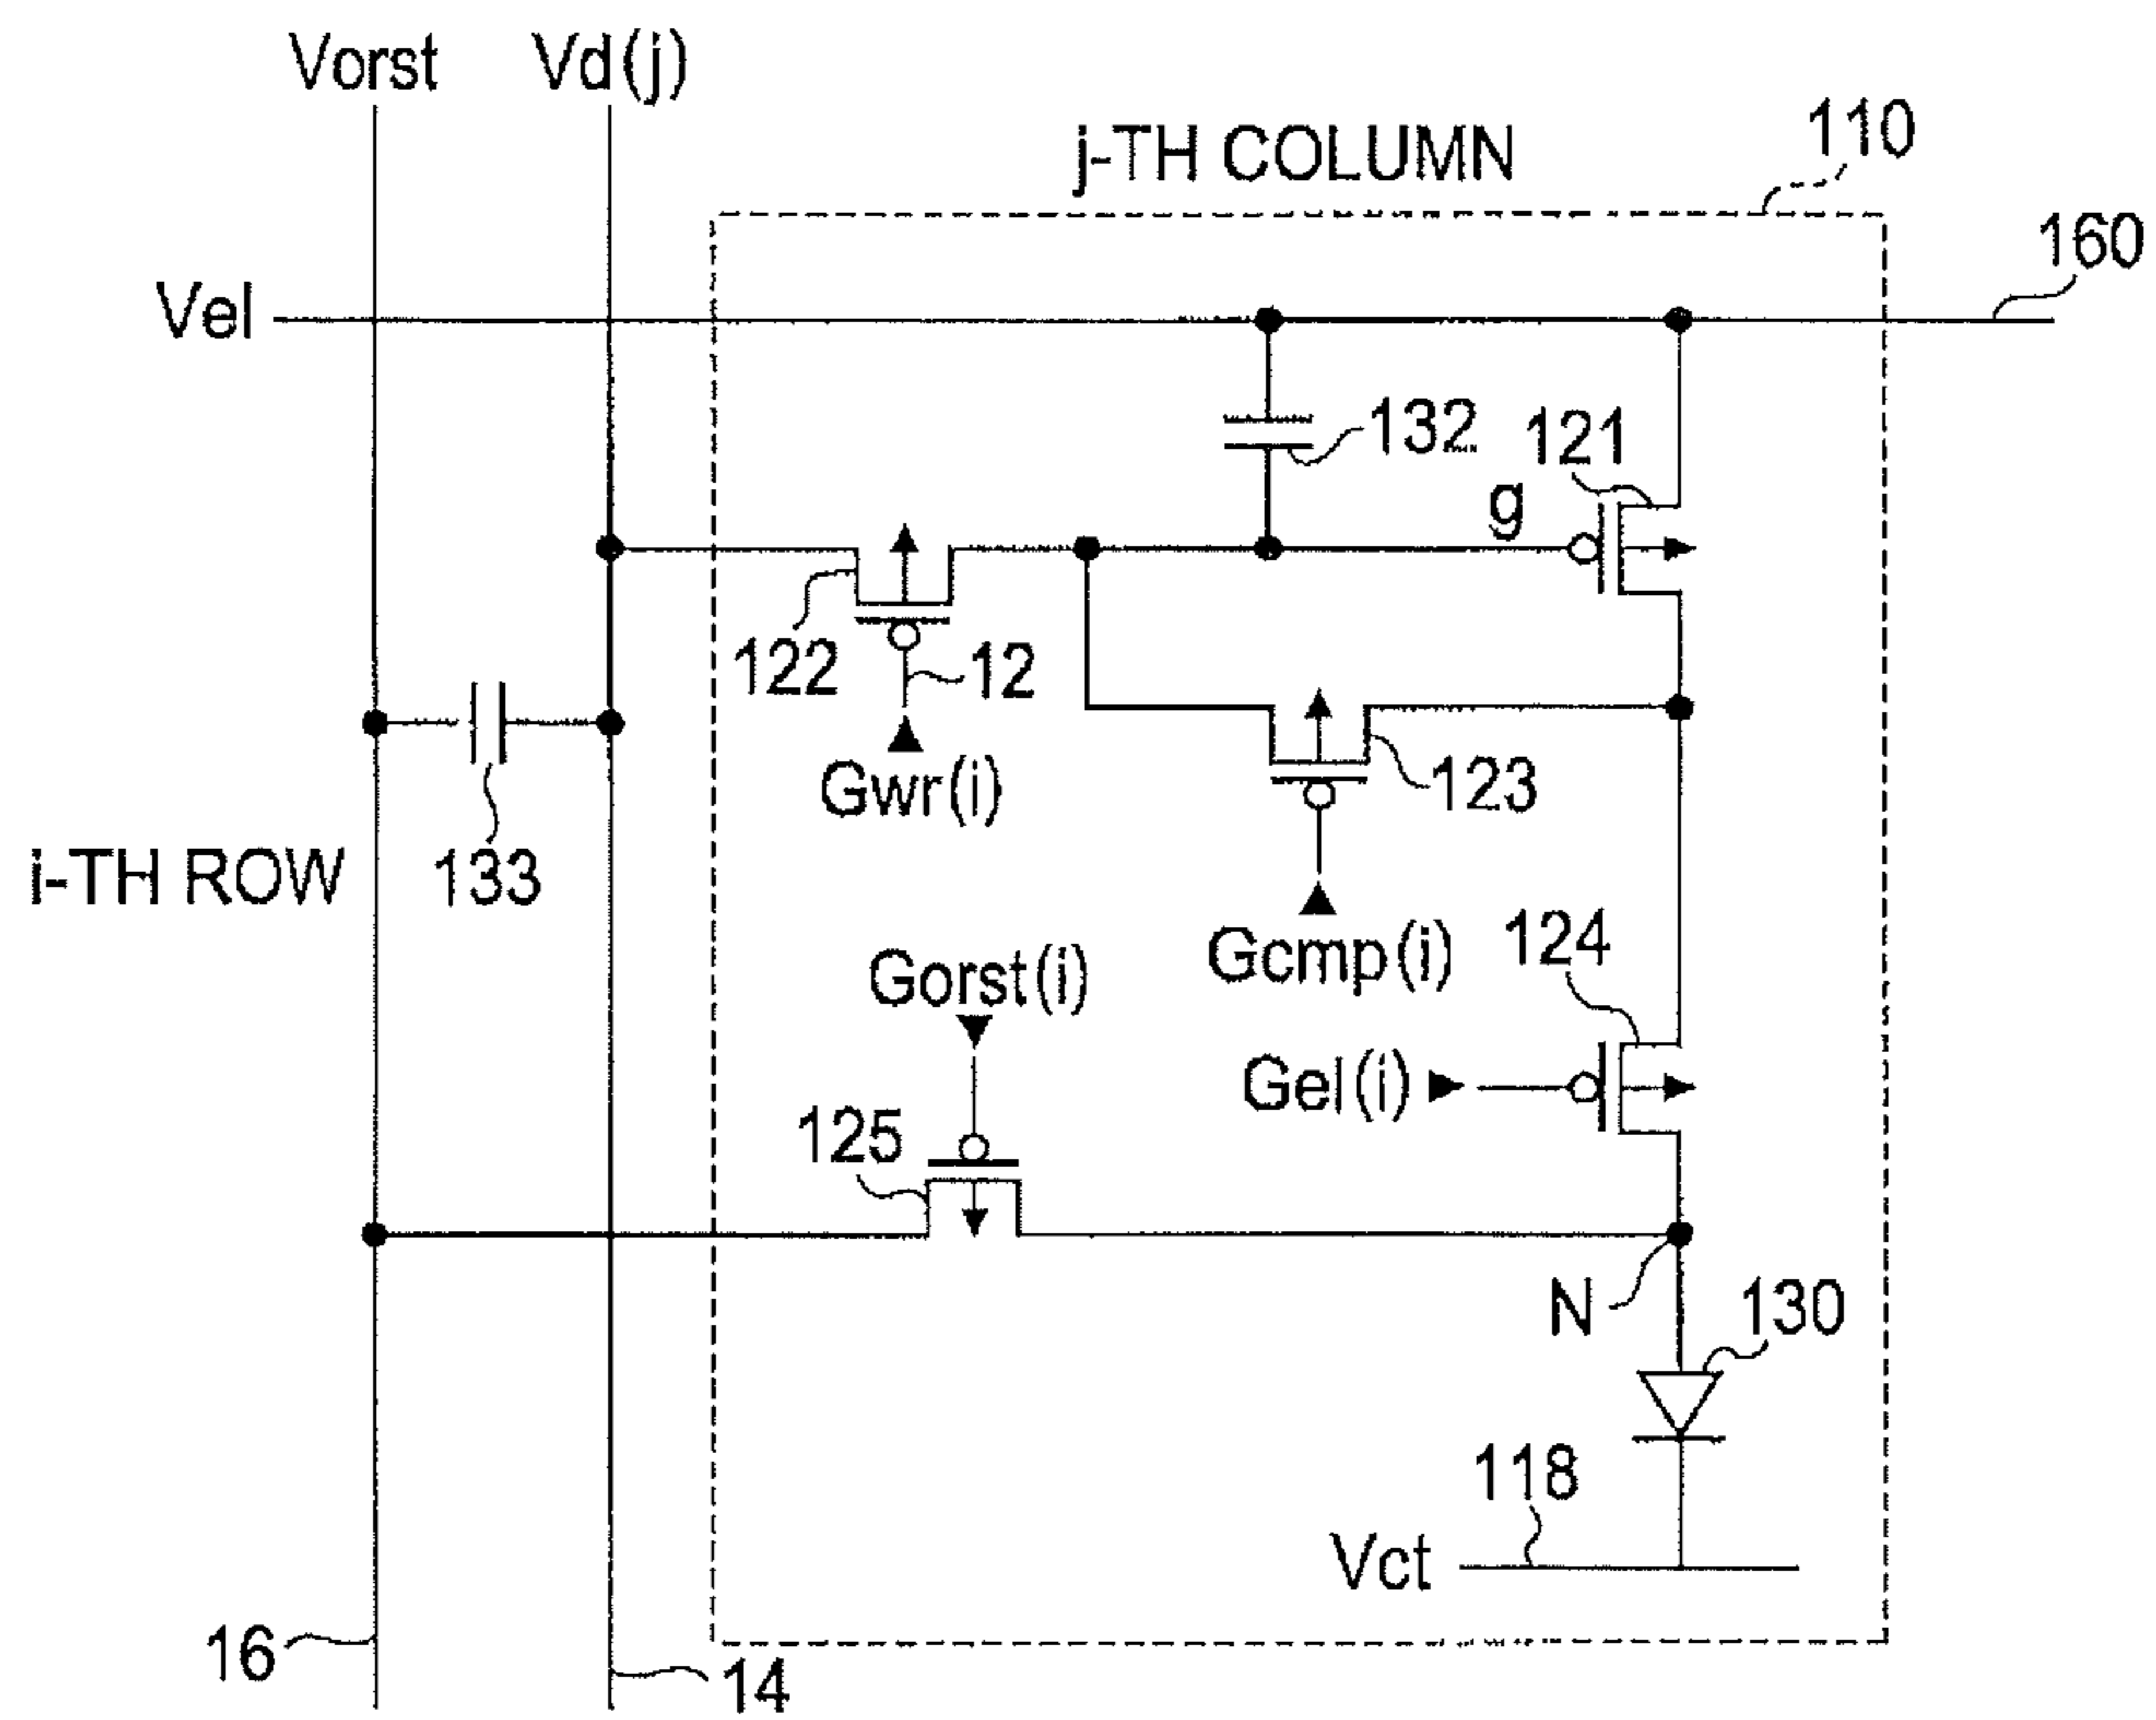 Vorst
Vd(j)
j-TH COLUMN
110
160
Vel
132
121
g
122
12
Gwr(i)
123
i-TH ROW
133
Gcmp(i)
124
Gorst(i)
Gel(i)
125
N
130
118
Vct
16
14